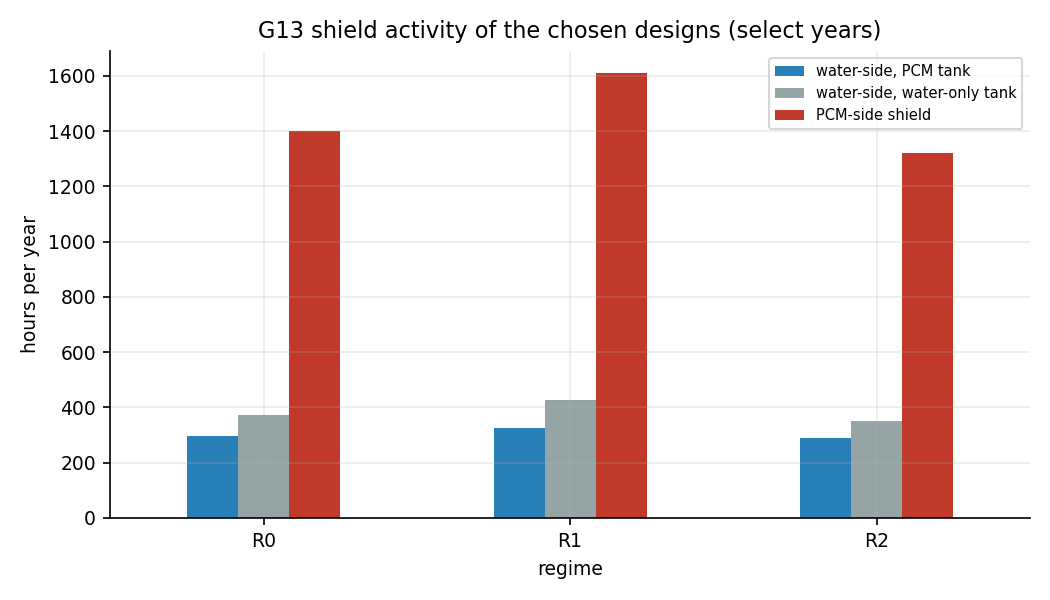 G13 shield activity of the chosen designs (select years)
water-side, PCM tank
water-side, water-only tank
PCM-side shield
hours per year
1600
1400
1200
1000
800
600
400
200
0
R0 R1 R2
regime